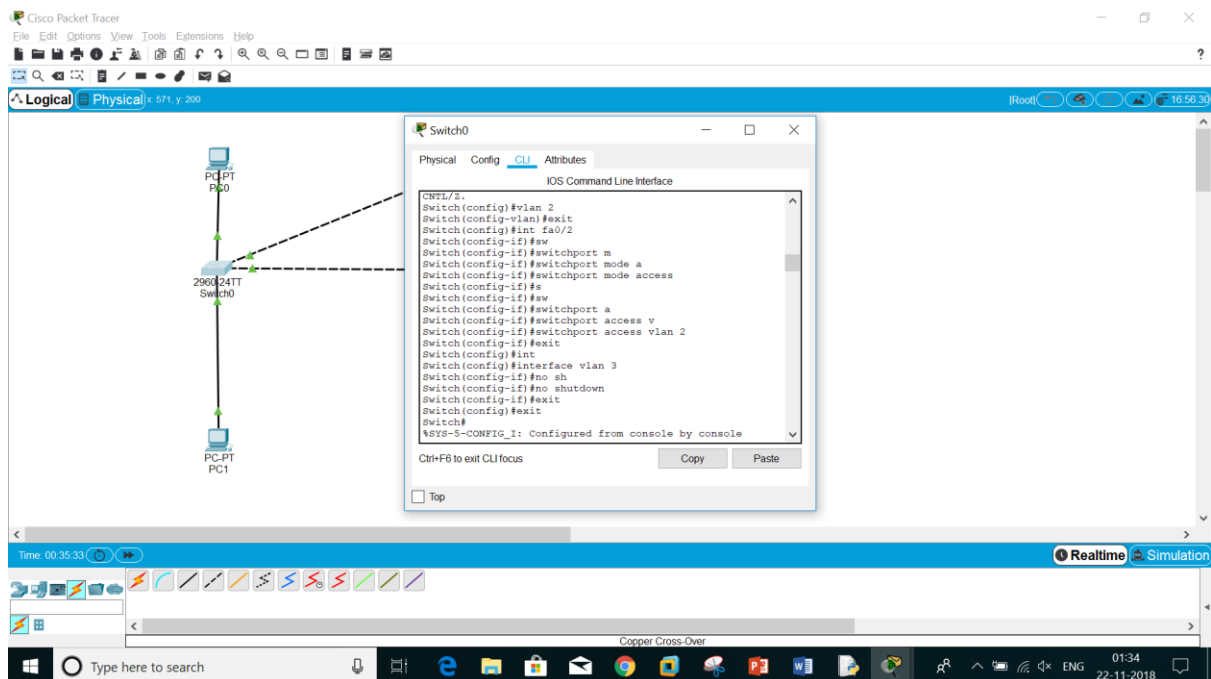 Cisco Packet Tracer
File Edit Options View Tools Extensions Help
?
Logical Physical x: 571, y: 200
[Root] 16:56:30
PC-PT
PC0
2960-24TT
Switch0
PC-PT
PC1
Switch0
Physical Config CLI Attributes
IOS Command Line Interface
CNTL/Z.
Switch(config)#vlan 2
Switch(config-vlan)#exit
Switch(config)#int fa0/2
Switch(config-if)#sw
Switch(config-if)#switchport m
Switch(config-if)#switchport mode a
Switch(config-if)#switchport mode access
Switch(config-if)#s
Switch(config-if)#sw
Switch(config-if)#switchport a
Switch(config-if)#switchport access v
Switch(config-if)#switchport access vlan 2
Switch(config-if)#exit
Switch(config)#int
Switch(config)#interface vlan 3
Switch(config-if)#no sh
Switch(config-if)#no shutdown
Switch(config-if)#exit
Switch(config)#exit
Switch#
%SYS-5-CONFIG_I: Configured from console by console
Ctrl+F6 to exit CLI focus
Copy Paste
Top
Time: 00:35:33
Realtime Simulation
Copper Cross-Over
Type here to search
ENG
01:34
22-11-2018